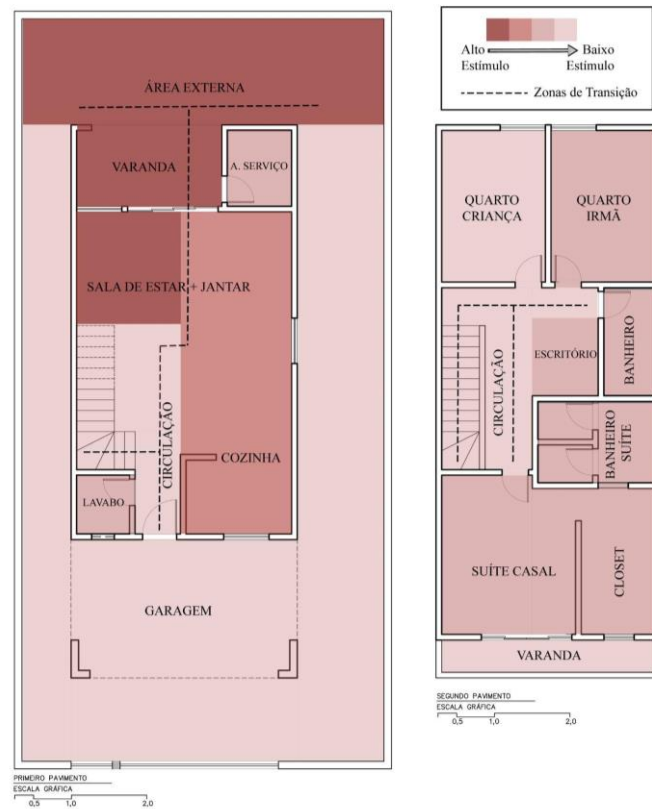 ÁREA EXTERNA
VARANDA
A. SERVIÇO
SALA DE ESTAR + JANTAR
CIRCULAÇÃO
COZINHA
LAVABO
GARAGEM
PRIMEIRO PAVIMENTO
ESCALA GRÁFICA
0,5 1,0 2,0
Alto Baixo
Estímulo Estímulo
Zonas de Transição
QUARTO
CRIANÇA
QUARTO
IRMÃ
ESCRITÓRIO
BANHEIRO
CIRCULAÇÃO
BANHEIRO
SUÍTE
SUÍTE CASAL
CLOSET
VARANDA
SEGUNDO PAVIMENTO
ESCALA GRÁFICA
0,5 1,0 2,0